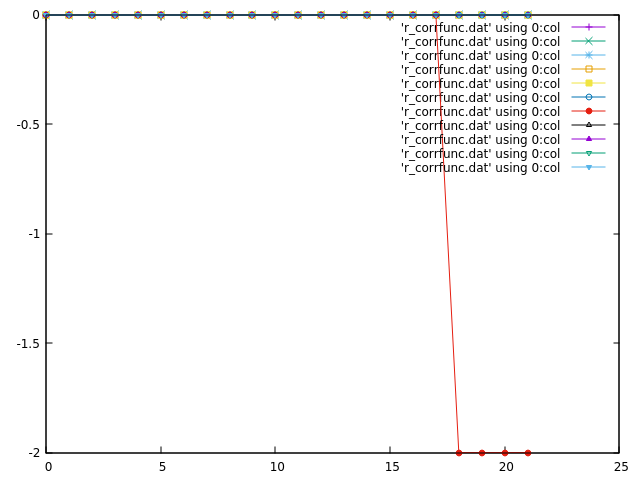 0
-0.5
-1
-1.5
-2
0 5 10 15 20 25
'r_corrfunc.dat' using 0:col
'r_corrfunc.dat' using 0:col
'r_corrfunc.dat' using 0:col
'r_corrfunc.dat' using 0:col
'r_corrfunc.dat' using 0:col
'r_corrfunc.dat' using 0:col
'r_corrfunc.dat' using 0:col
'r_corrfunc.dat' using 0:col
'r_corrfunc.dat' using 0:col
'r_corrfunc.dat' using 0:col
'r_corrfunc.dat' using 0:col